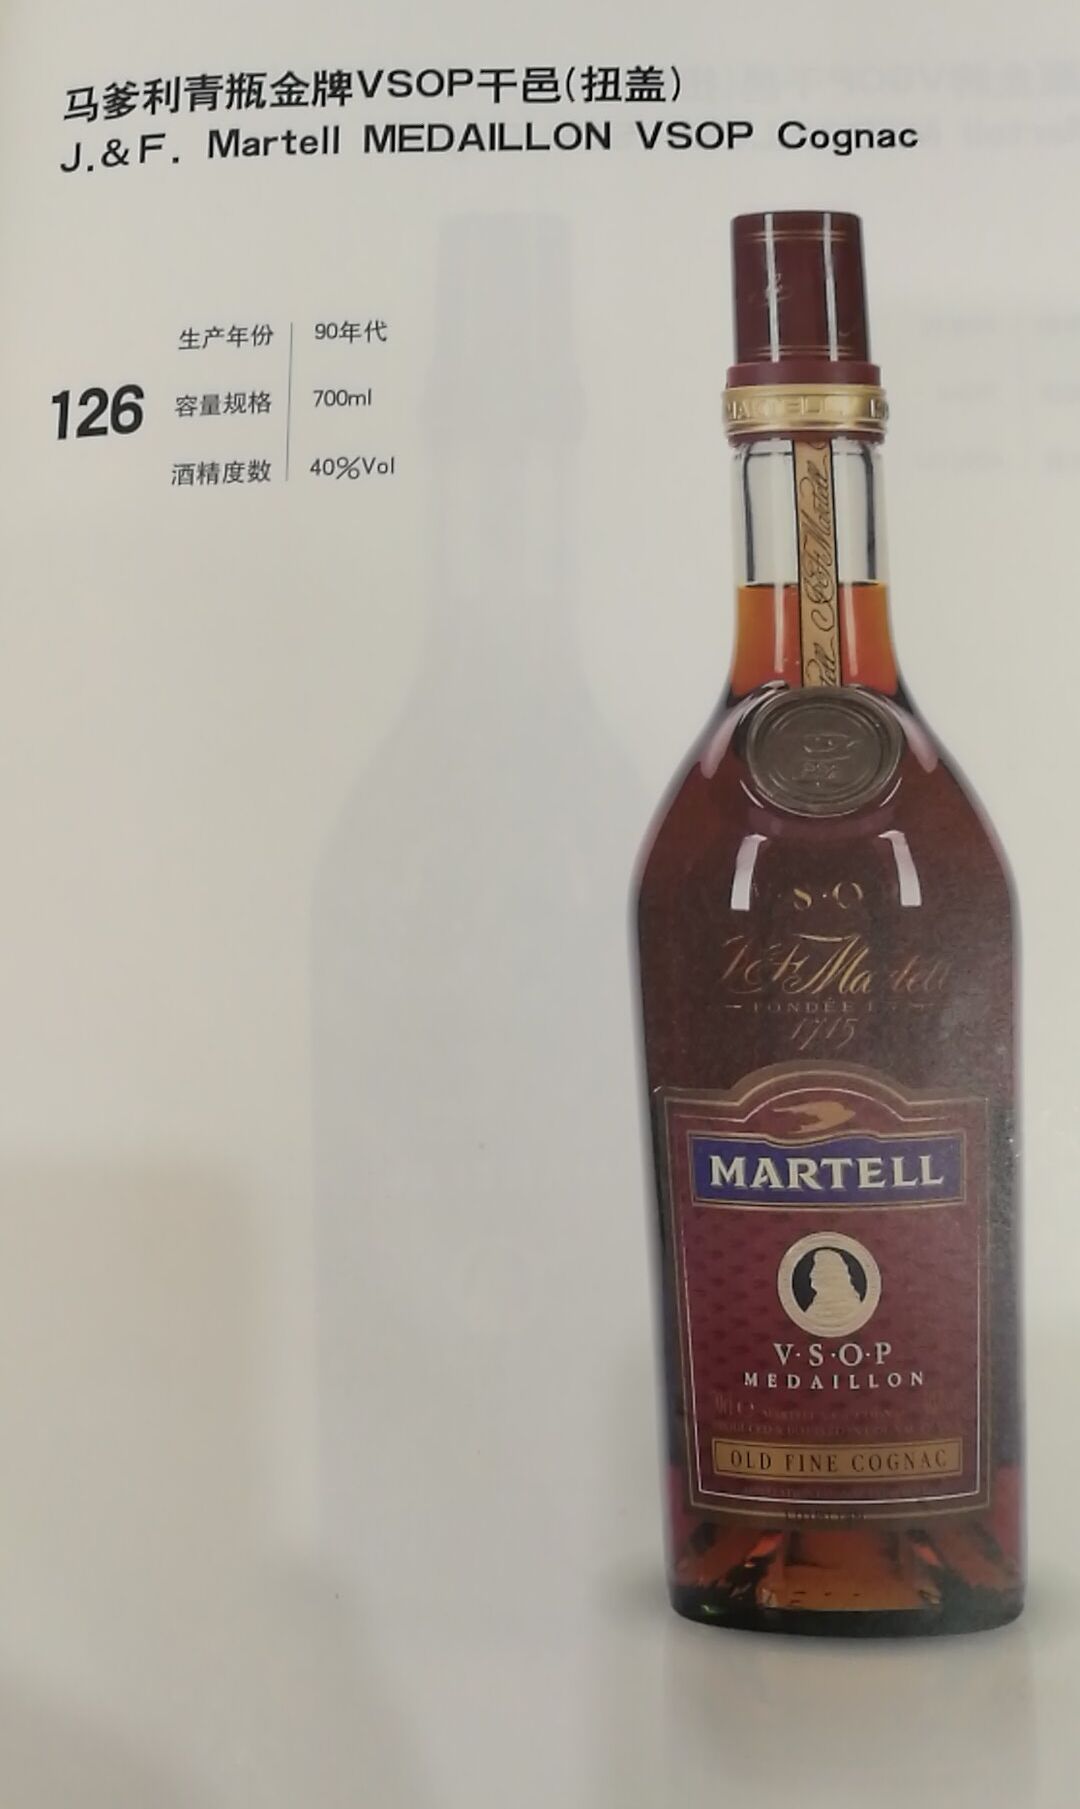 马爹利青瓶金牌VSOP干邑(扭盖)
J.&F. Martell MEDAILLON VSOP Cognac
126
生产年份 90年代
容量规格 700ml
酒精度数 40%Vol
MARTELL
J&F Martell
S·O
J&F Martell
FONDÉE
1715
MARTELL
V·S·O·P
MEDAILLON
OLD FINE COGNAC